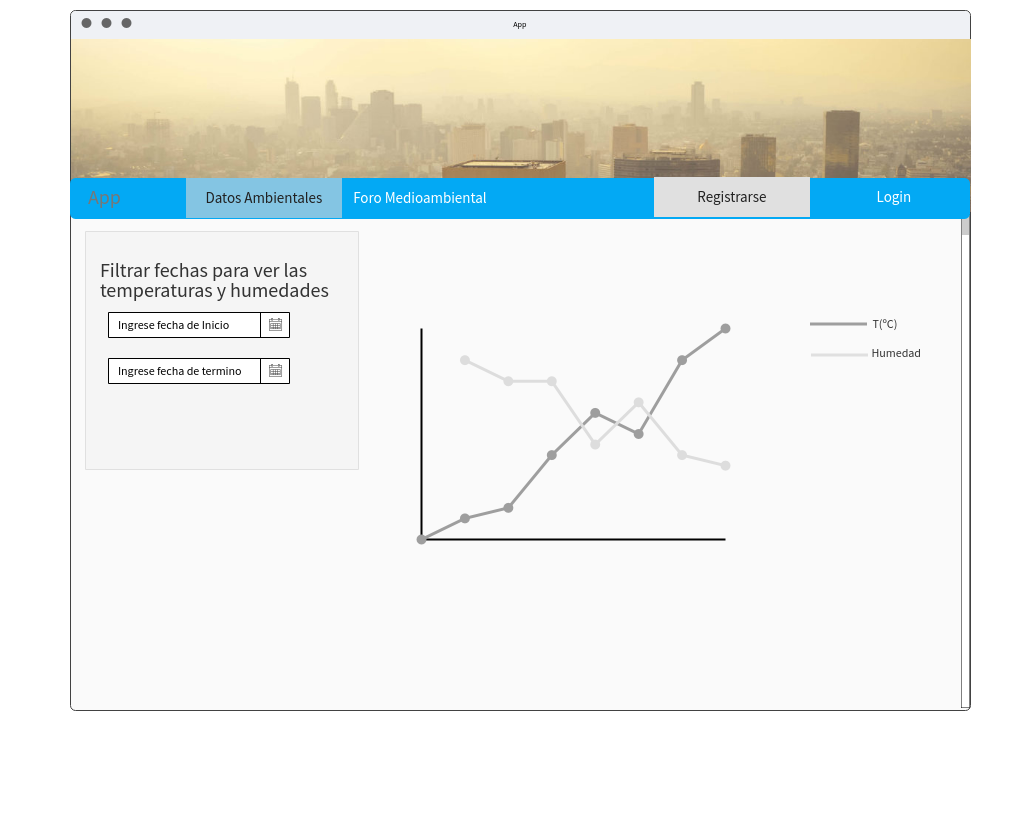 App
App
Datos Ambientales
Foro Medioambiental
Registrarse
Login
Filtrar fechas para ver las
temperaturas y humedades
Ingrese fecha de Inicio
Ingrese fecha de termino
T(ºC)
Humedad